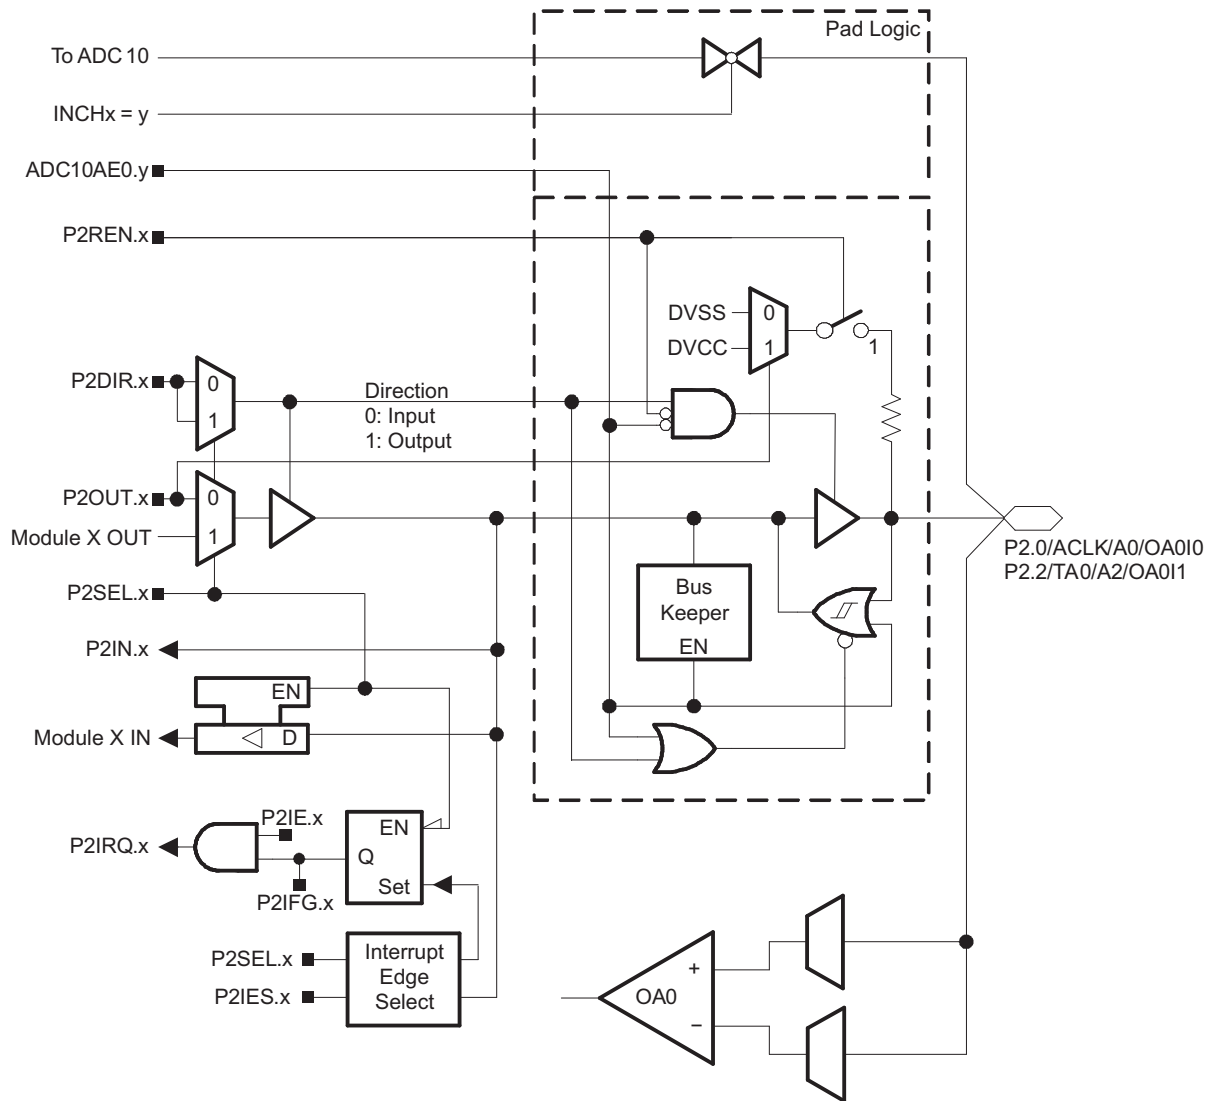 Pad Logic
To ADC 10
INCHx = y
ADC10AE0.y
P2REN.x
DVSS
0
DVCC
1
1
P2DIR.x
0
1
Direction
0: Input
1: Output
P2OUT.x
0
Module X OUT
1
P2SEL.x
P2.0/ACLK/A0/OA0I0
P2.2/TA0/A2/OA0I1
Bus
Keeper
EN
P2IN.x
EN
Module X IN
D
P2IE.x
P2IRQ.x
EN
Q
Set
P2IFG.x
P2SEL.x
P2IES.x
Interrupt
Edge
Select
+
OA0
−